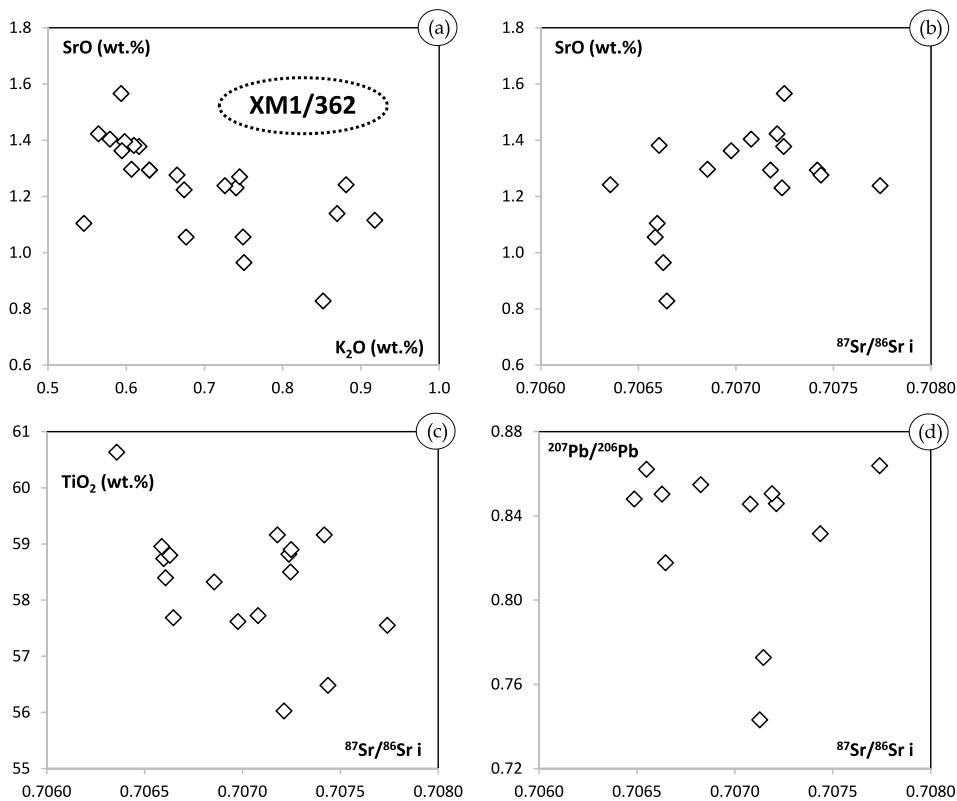 (a)
SrO (wt.%)
XM1/362
1.8
1.6
1.4
1.2
1.0
0.8
0.6
K₂O (wt.%)
0.5 0.6 0.7 0.8 0.9 1.0
(b)
SrO (wt.%)
1.8
1.6
1.4
1.2
1.0
0.8
0.6
⁸⁷Sr/⁸⁶Sr i
0.7060 0.7065 0.7070 0.7075 0.7080
(c)
TiO₂ (wt.%)
61
60
59
58
57
56
55
⁸⁷Sr/⁸⁶Sr i
0.7060 0.7065 0.7070 0.7075 0.7080
(d)
²⁰⁷Pb/²⁰⁶Pb
0.88
0.84
0.80
0.76
0.72
⁸⁷Sr/⁸⁶Sr i
0.7060 0.7065 0.7070 0.7075 0.7080